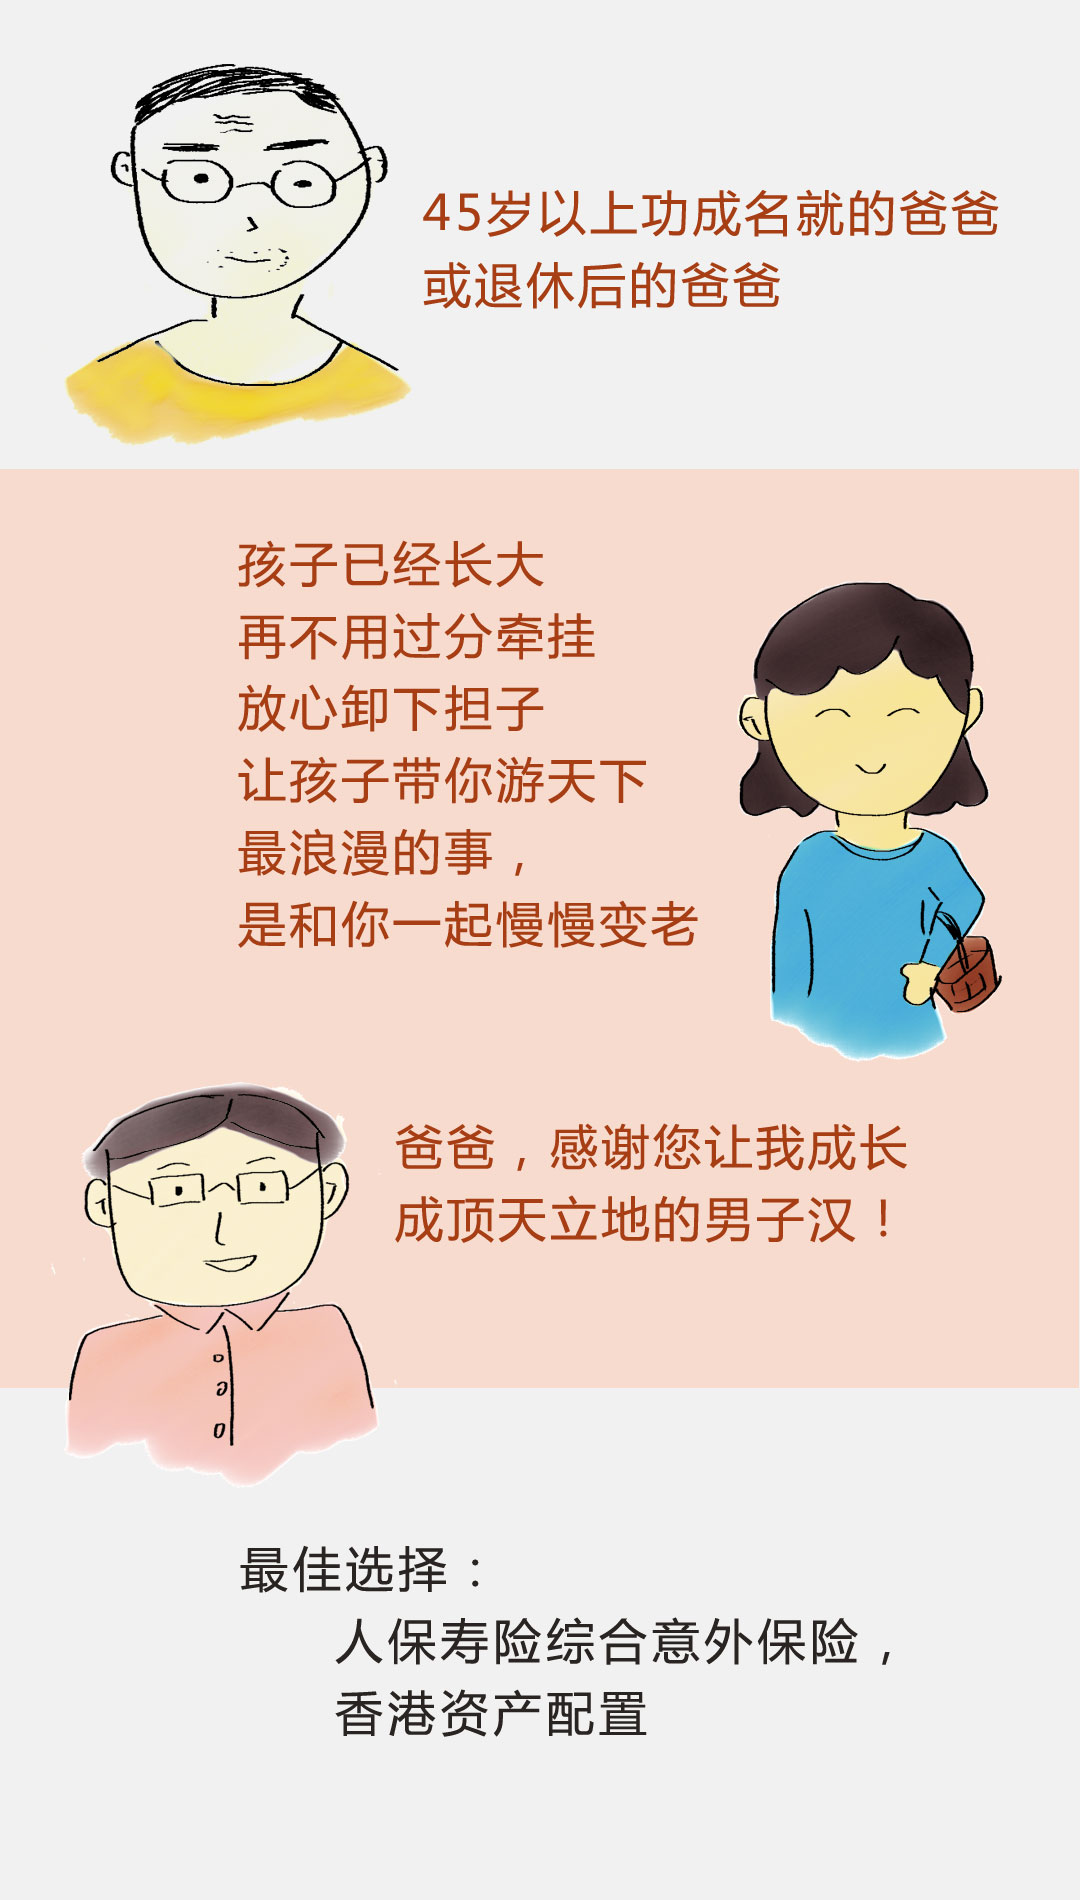 45岁以上功成名就的爸爸
或退休后的爸爸
孩子已经长大
再不用过分牵挂
放心卸下担子
让孩子带你游天下
最浪漫的事，
是和你一起慢慢变老
爸爸，感谢您让我成长
成顶天立地的男子汉！
最佳选择：
人保寿险综合意外保险，
香港资产配置